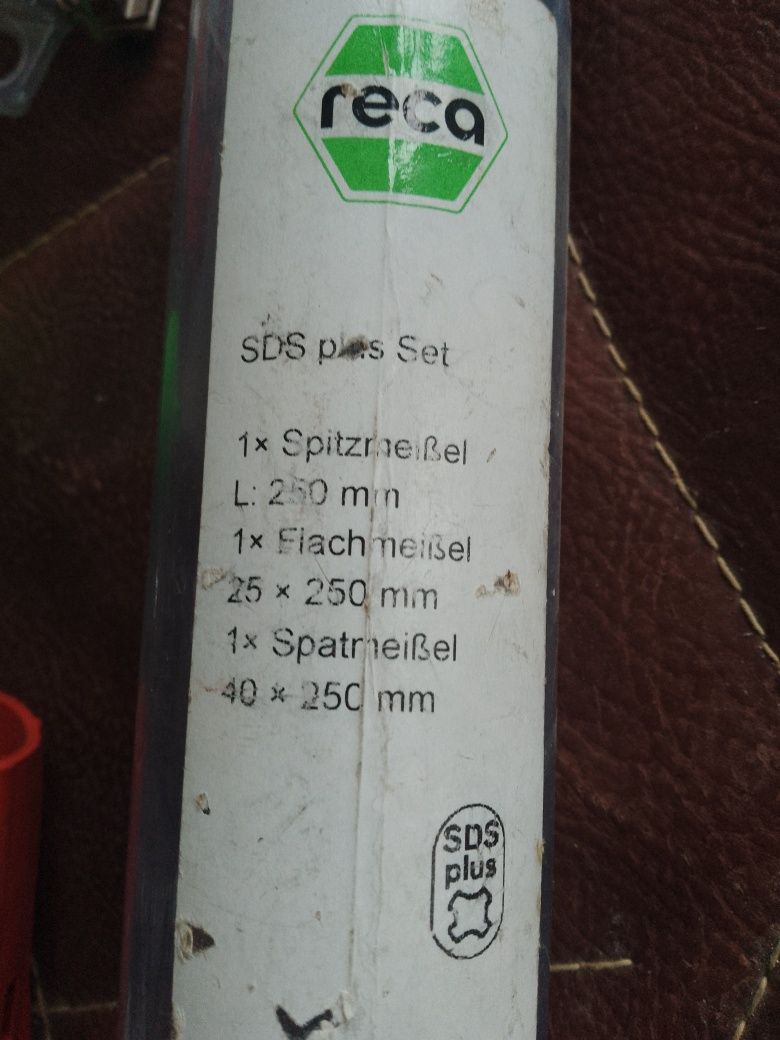 reca
SDS plus Set
1× Spitzmeißel
L: 250 mm
1× Flachmeißel
25 × 250 mm
1× Spatmeißel
40 × 250 mm
SDS
plus